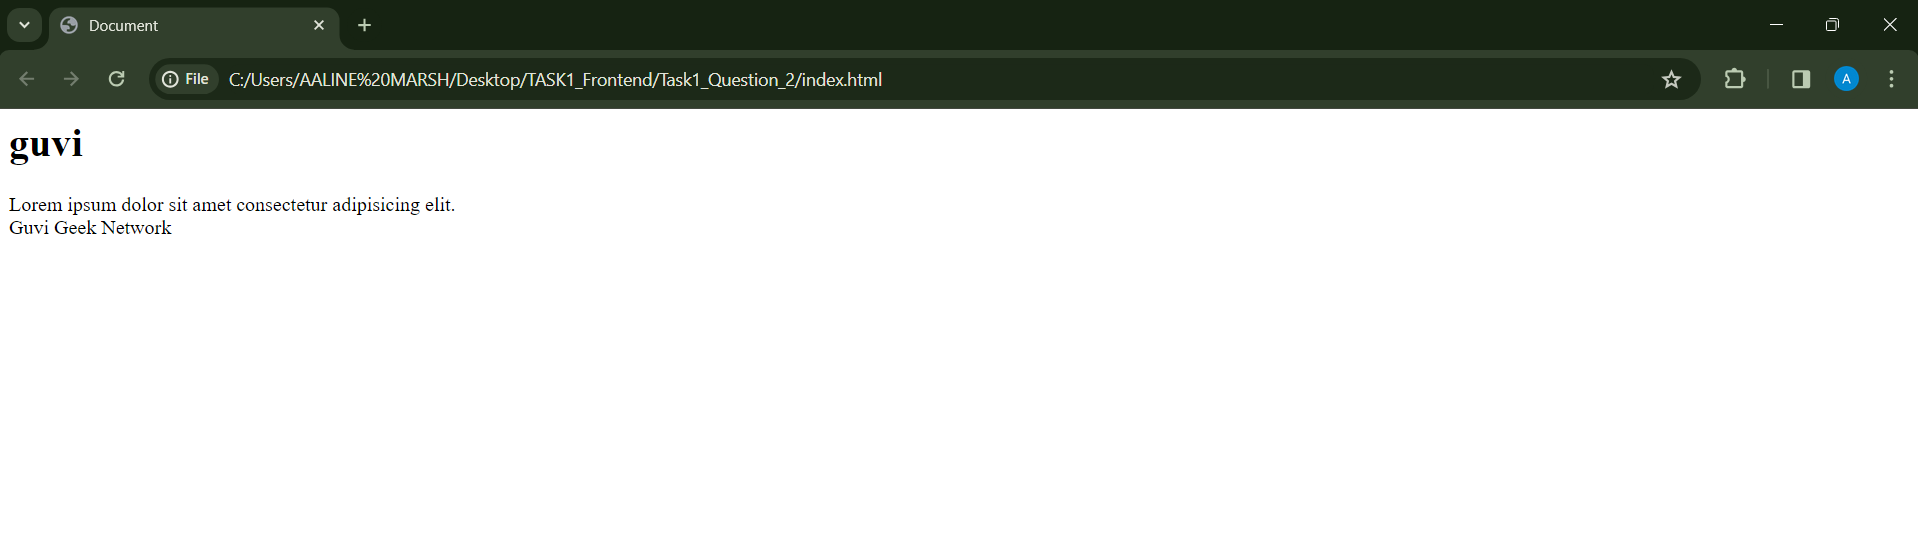 Document
File
C:/Users/AALINE%20MARSH/Desktop/TASK1_Frontend/Task1_Question_2/index.html
A
guvi
Lorem ipsum dolor sit amet consectetur adipisicing elit.
Guvi Geek Network